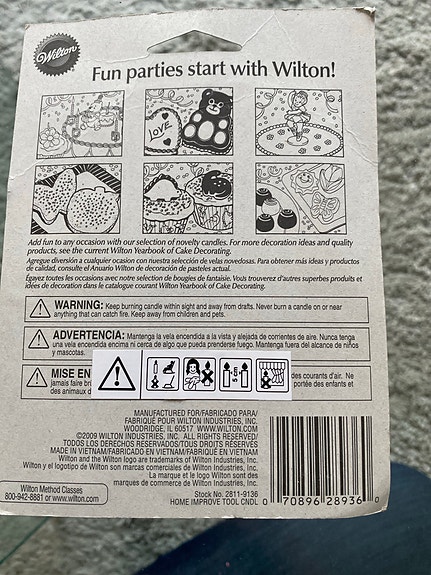 Wilton
Fun parties start with Wilton!
LOVE
Add fun to any occasion with our selection of novelty candles. For more decoration ideas and quality
products, see the current Wilton Yearbook of Cake Decorating.
Agregue diversión a cualquier ocasion con nuestra selección de velas novedosas. Para obtener más ideas y productos
de calidad, consulte el Anuario Wilton de decoración de pasteles actual.
Égayez toutes les occasions avec notre sélection de bougies de fantaisie. Vous trouverez d'autres superbes produits et
idées de décoration dans le catalogue courant Wilton Yearbook of Cake Decorating.
WARNING: Keep burning candle within sight and away from drafts. Never burn a candle on or near
anything that can catch fire. Keep away from children and pets.
ADVERTENCIA: Mantenga la vela encendida a la vista y alejada de corrientes de aire. Nunca tenga
una vela encendida encima ni cerca de algo que pueda prenderse fuego. Mantenga fuera del alcance de niños
y mascotas.
MISE EN des courants d'air. Ne
jamais faire portée des enfants et
des animaux
MANUFACTURED FOR/FABRICADO PARA/
FABRIQUÉ POUR WILTON INDUSTRIES, INC.
WOODRIDGE, IL 60517 WWW.WILTON.COM
©2009 WILTON INDUSTRIES, INC. ALL RIGHTS RESERVED/
TODOS LOS DERECHOS RESERVADOS/TOUS DROITS RÉSERVÉS
MADE IN VIETNAM/FABRICADO EN VIETNAM/FABRIQUÉ EN VIETNAM
Wilton and the Wilton logo are trademarks of Wilton Industries, Inc.
Wilton y el logotipo de Wilton son marcas comerciales de Wilton Industries, Inc.
La marque et le logo Wilton sont des
marques de commerce de Wilton Industries, Inc.
Wilton Method Classes
800-942-8881 or www.wilton.com
Stock No. 2811-9136
HOME IMPROVE TOOL CNDL
0 70896 28936 0